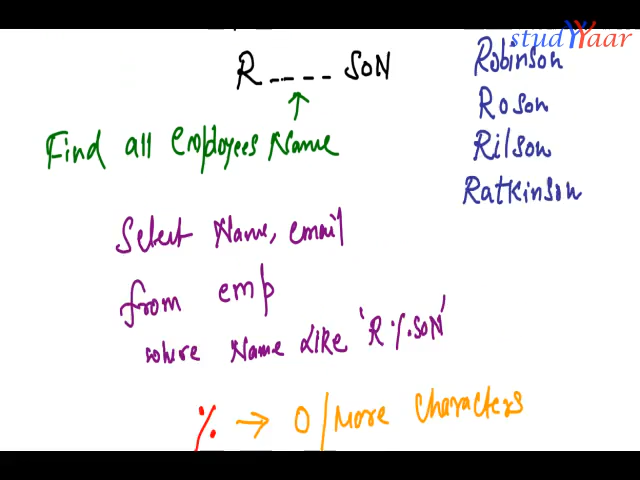 studYYaar
R ---- SON
Find all employees Name
Select Name, email
from emp
where Name Like 'R%SON'
% → 0/More characters
Robinson
Roson
Rilson
Ratkinson